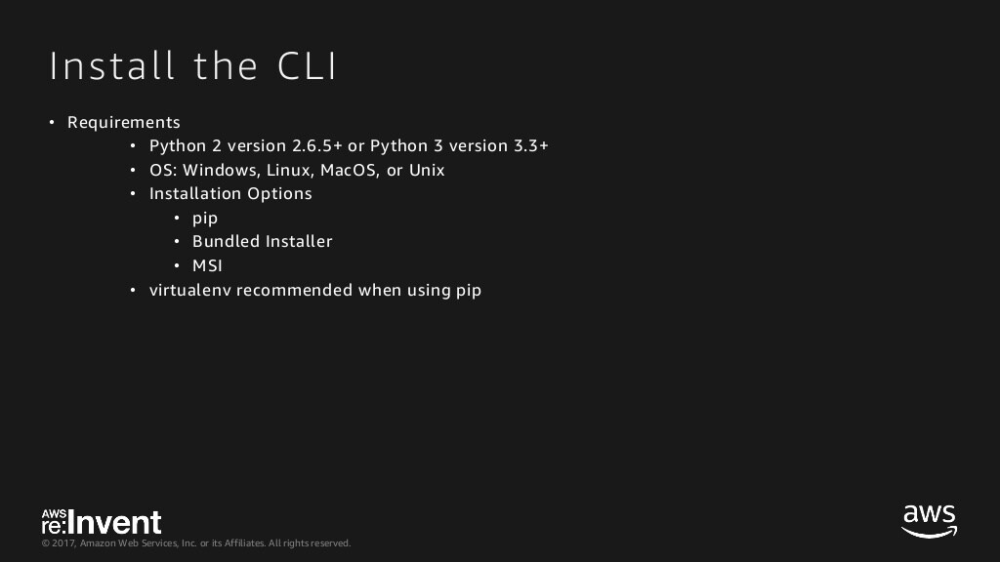 Install the CLI
• Requirements
• Python 2 version 2.6.5+ or Python 3 version 3.3+
• OS: Windows, Linux, MacOS, or Unix
• Installation Options
• pip
• Bundled Installer
• MSI
• virtualenv recommended when using pip
AWS
re:Invent
© 2017, Amazon Web Services, Inc. or its Affiliates. All rights reserved.
aws